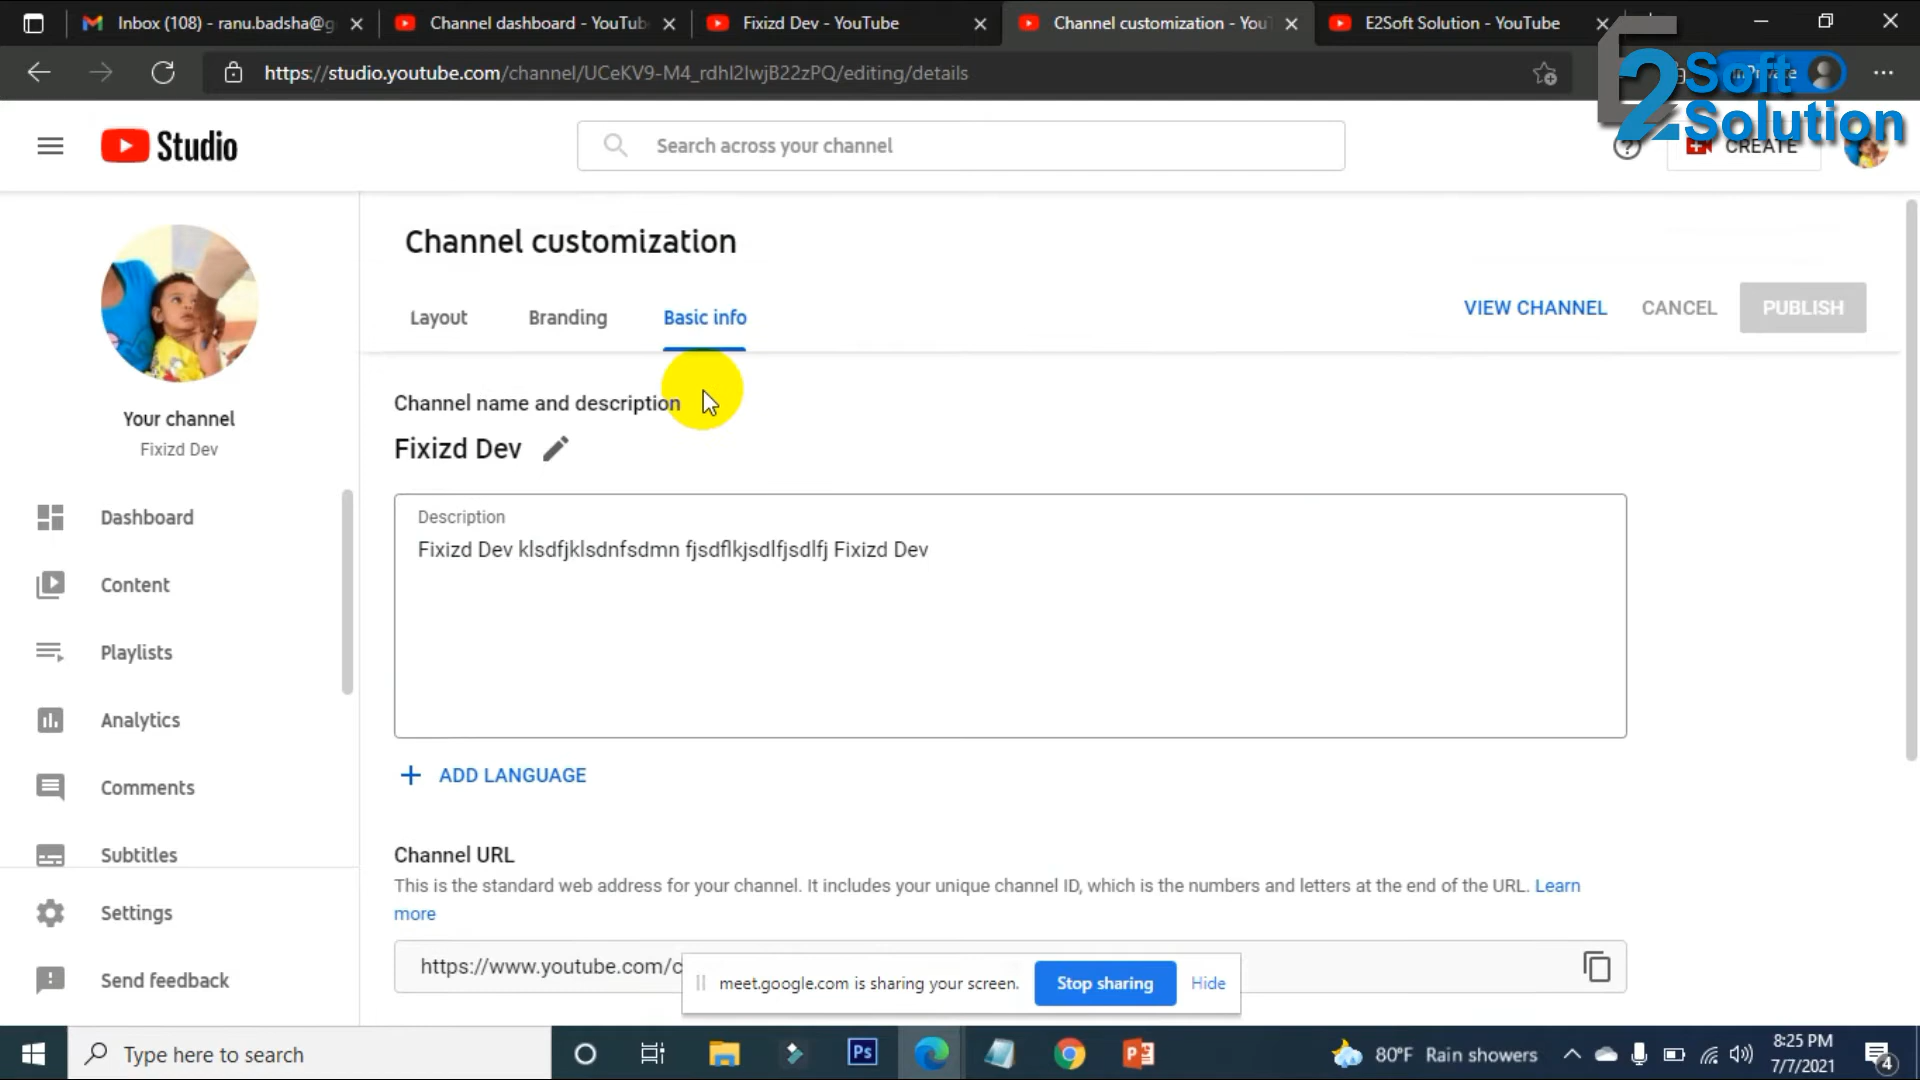 Inbox (108) - ranu.badsha@g
Channel dashboard - YouTub
Fixizd Dev - YouTube
Channel customization - You
E2Soft Solution - YouTube
https://studio.youtube.com/channel/UCeKV9-M4_rdhI2IwjB22zPQ/editing/details
E2Soft
Solution
Studio
Search across your channel
CREATE
Channel customization
Layout
Branding
Basic info
VIEW CHANNEL
CANCEL
PUBLISH
Your channel
Fixizd Dev
Dashboard
Content
Playlists
Analytics
Comments
Subtitles
Settings
Send feedback
Channel name and description
Fixizd Dev
Description
Fixizd Dev klsdfjklsdnfsdmn fjsdflkjsdlfjsdlfj Fixizd Dev
ADD LANGUAGE
Channel URL
This is the standard web address for your channel. It includes your unique channel ID, which is the numbers and letters at the end of the URL. Learn
more
https://www.youtube.com/c
meet.google.com is sharing your screen.
Stop sharing
Hide
Type here to search
Ps
80°F Rain showers
8:25 PM
7/7/2021
4